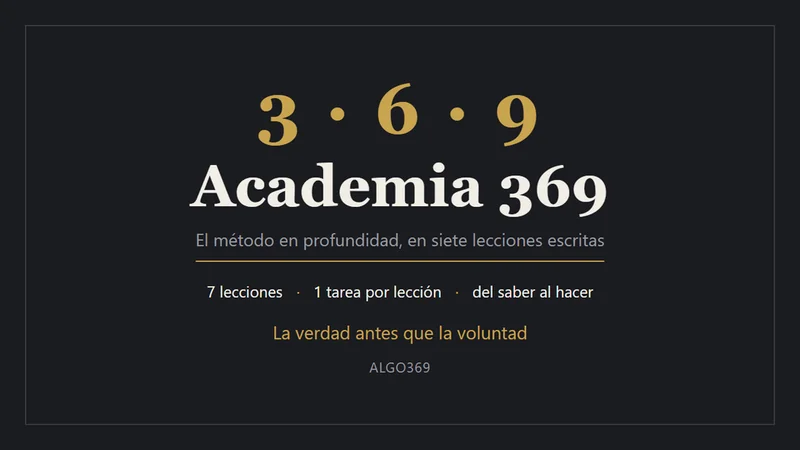 3 · 6 · 9
Academia 369
El método en profundidad, en siete lecciones escritas
7 lecciones · 1 tarea por lección · del saber al hacer
La verdad antes que la voluntad
ALGO369